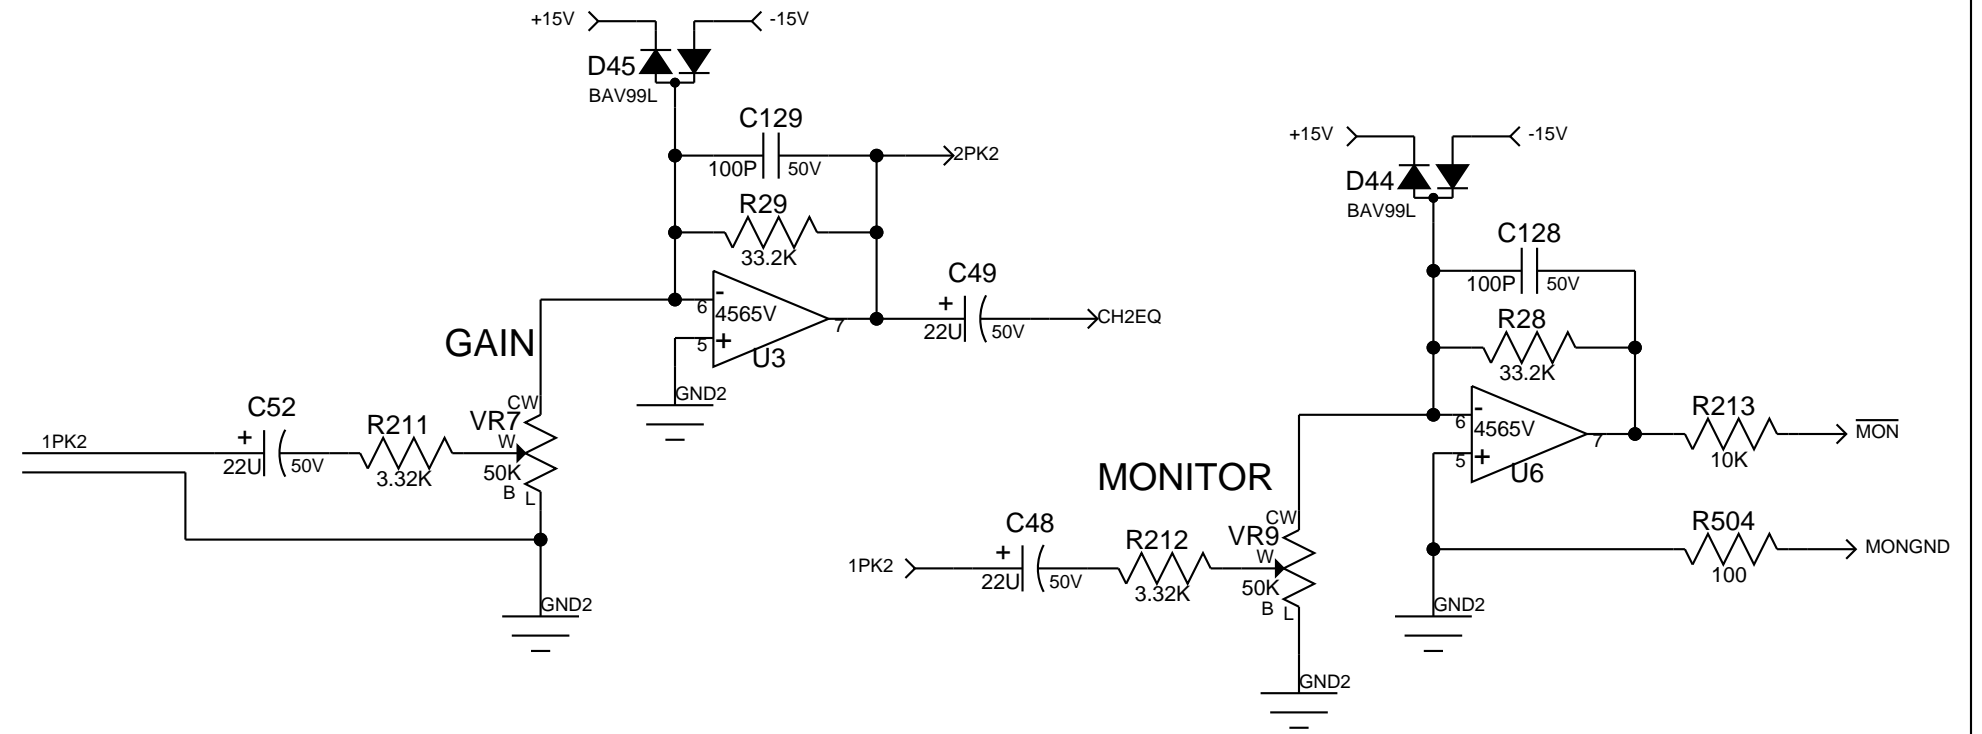 +15V
-15V
D45
BAV99L
C129
100P
50V
2PK2
R29
33.2K
6
-
4565V
5
+
7
U3
GND2
C49
+
22U
50V
CH2EQ
GAIN
1PK2
C52
+
22U
50V
R211
3.32K
CW
VR7
W
50K
B
L
GND2
+15V
-15V
D44
BAV99L
C128
100P
50V
R28
33.2K
6
-
4565V
5
+
7
U6
R213
10K
MON
R504
100
MONGND
GND2
MONITOR
1PK2
C48
+
22U
50V
R212
3.32K
CW
VR9
W
50K
B
L
GND2